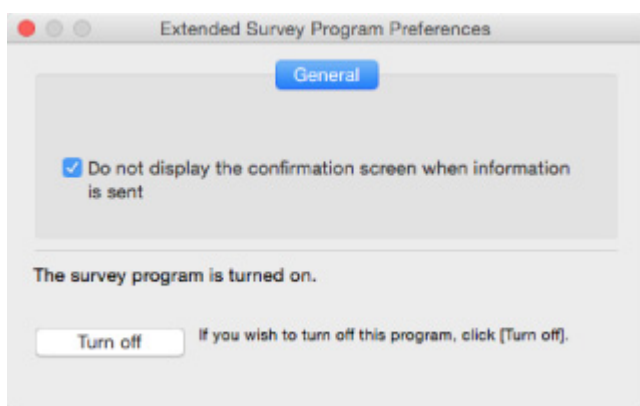 Extended Survey Program Preferences
General
Do not display the confirmation screen when information
is sent
The survey program is turned on.
Turn off
If you wish to turn off this program, click [Turn off].